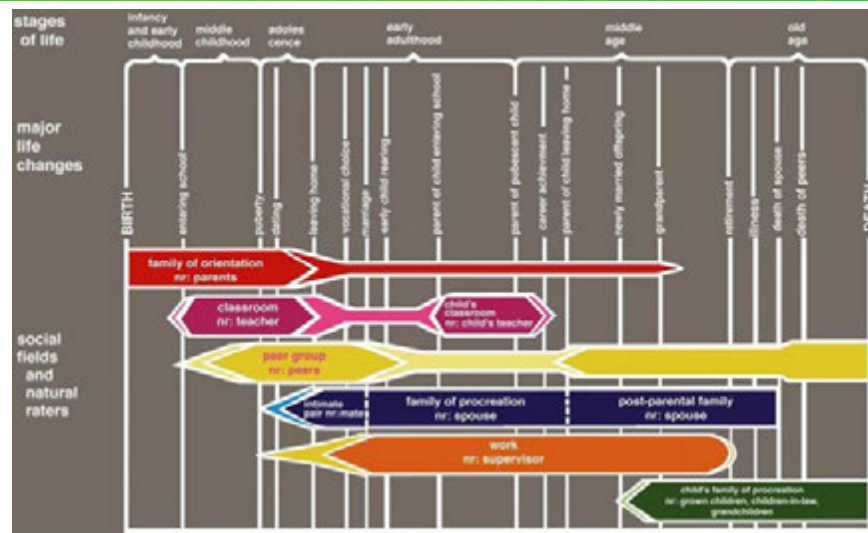 stages
of life
infancy
and early
childhood
middle
childhood
adoles
cence
early
adulthood
middle
age
old
age
major
life
changes
BIRTH
entering school
puberty
dating
leaving home
vocational choice
marriage
early child rearing
parent of child entering school
parent of pubescent child
career achievment
parent of child leaving home
newly married offspring
grandparent
retirement
illness
death of spouse
death of peers
DEATH
social
fields
and
natural
raters
family of orientation
nr: parents
classroom
nr: teacher
child's
classroom
nr: child's teacher
peer group
nr: peers
intimate
pair nr:mate
family of procreation
nr: spouse
post-parental family
nr: spouse
work
nr: supervisor
child's family of procreation
nr: grown children, children-in-law,
grandchildren